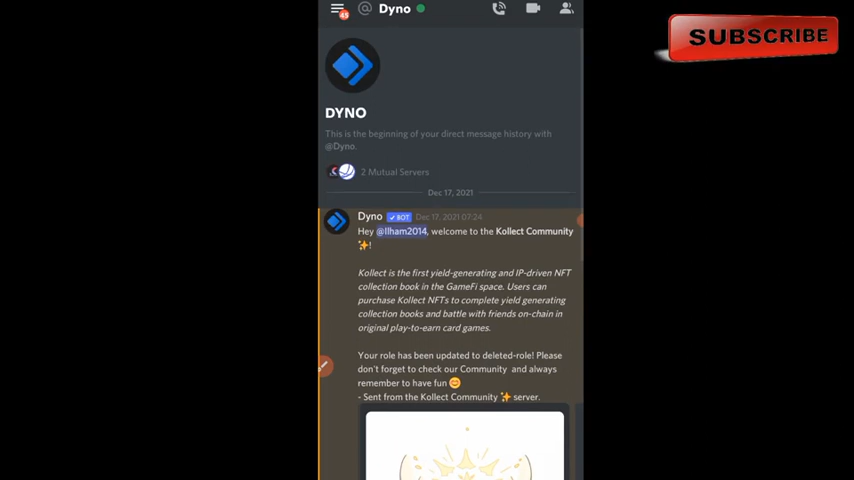 45
@ Dyno
SUBSCRIBE
DYNO
This is the beginning of your direct message history with
@Dyno.
2 Mutual Servers
Dec 17, 2021
Dyno ✔ BOT Dec 17, 2021 07:24
Hey @Ilham2014, welcome to the Kollect Community
✨!
Kollect is the first yield-generating and IP-driven NFT
collection book in the GameFi space. Users can
purchase Kollect NFTs to complete yield generating
collection books and battle with friends on-chain in
original play-to-earn card games.
Your role has been updated to deleted-role! Please
don't forget to check our Community and always
remember to have fun 😊
- Sent from the Kollect Community ✨ server.